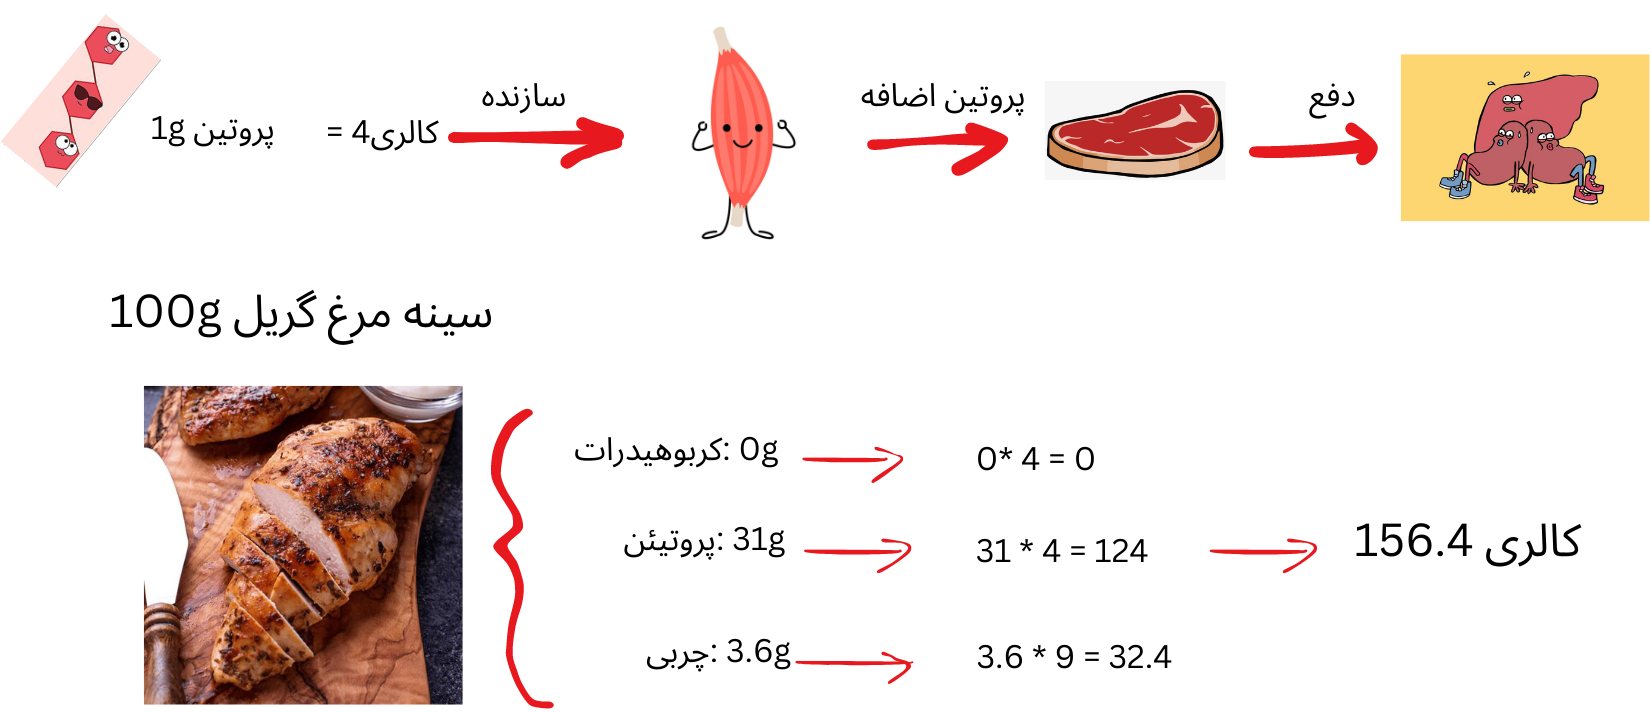 1g پروتین
= 4کالری
سازنده
پروتین اضافه
دفع
سینه مرغ گریل 100g
کربوهیدرات: 0g
0* 4 = 0
پروتیئن: 31g
31 * 4 = 124
کالری 156.4
چربی: 3.6g
3.6 * 9 = 32.4